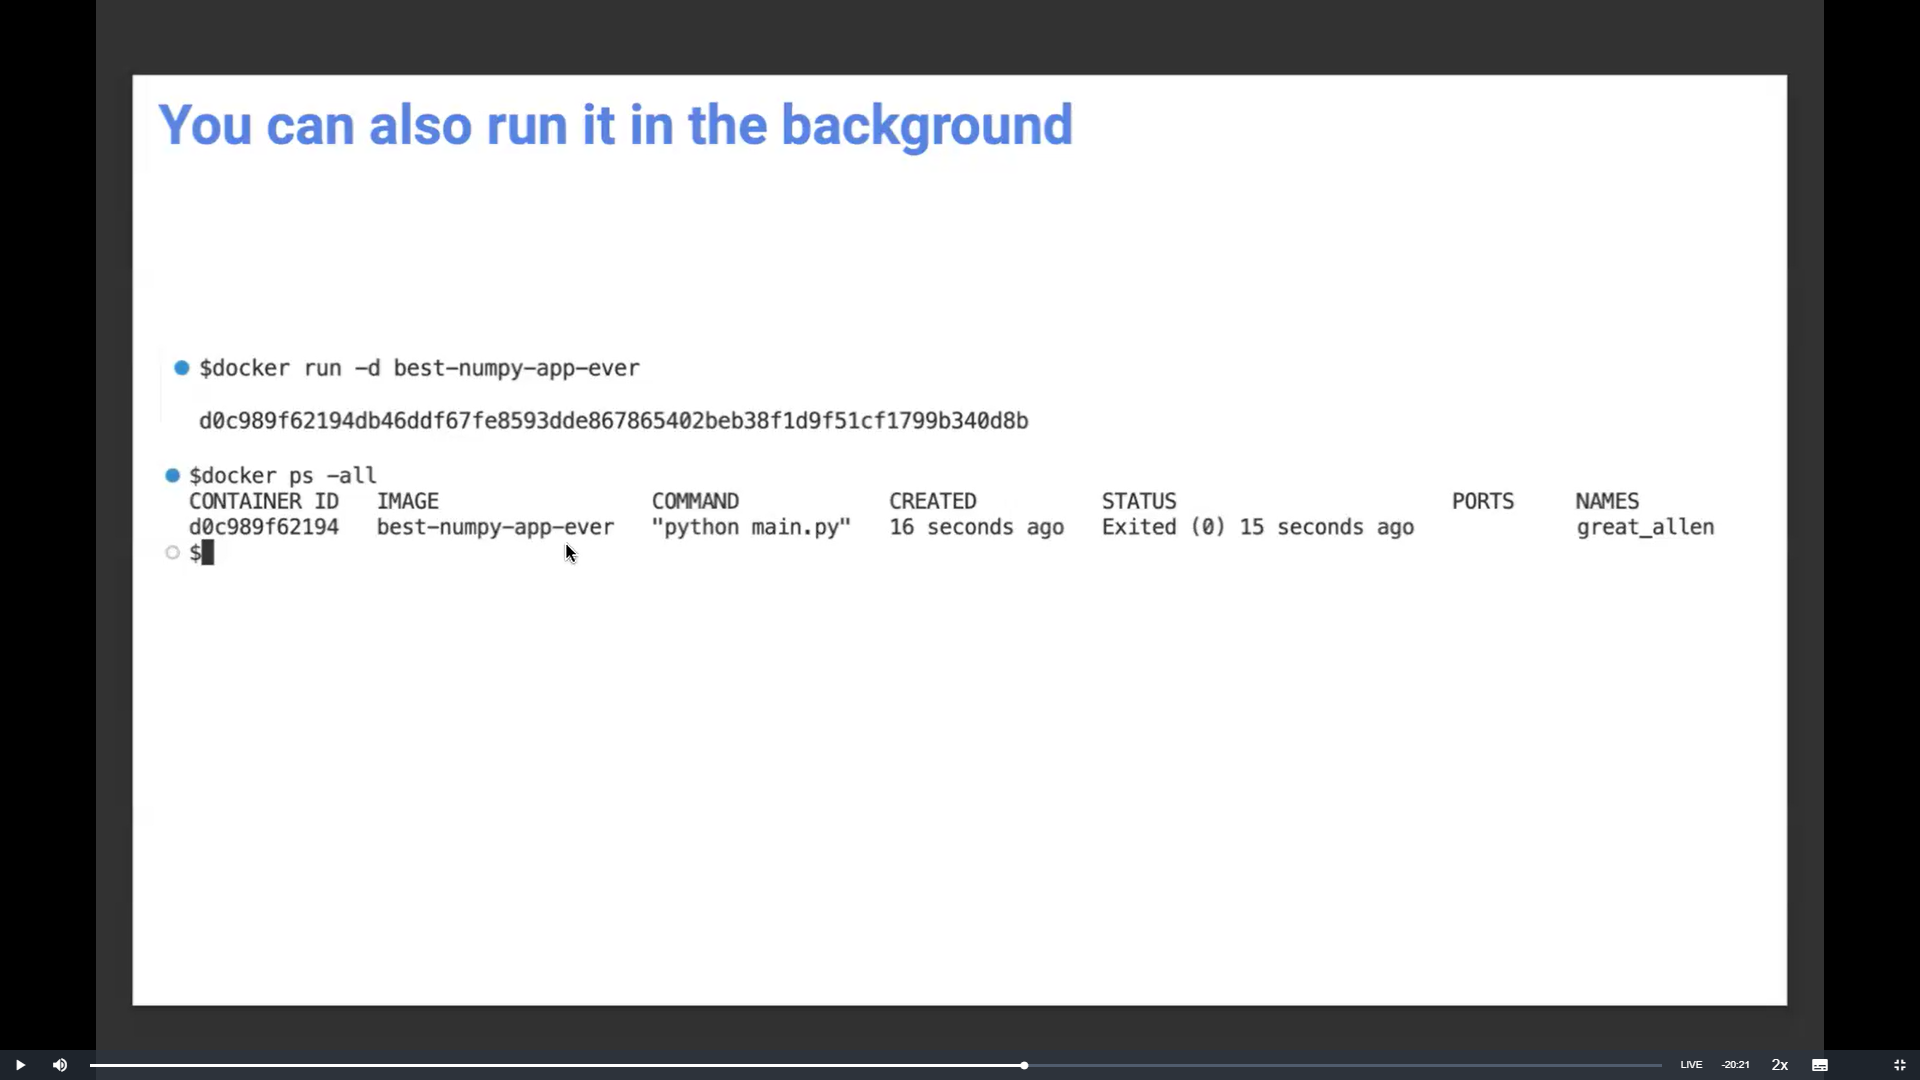 You can also run it in the background
$docker run -d best-numpy-app-ever
d0c989f62194db46ddf67fe8593dde867865402beb38f1d9f51cf1799b340d8b
$docker ps -all
CONTAINER ID IMAGE COMMAND CREATED STATUS PORTS NAMES
d0c989f62194 best-numpy-app-ever "python main.py" 16 seconds ago Exited (0) 15 seconds ago great_allen
$
LIVE -20:21 2x